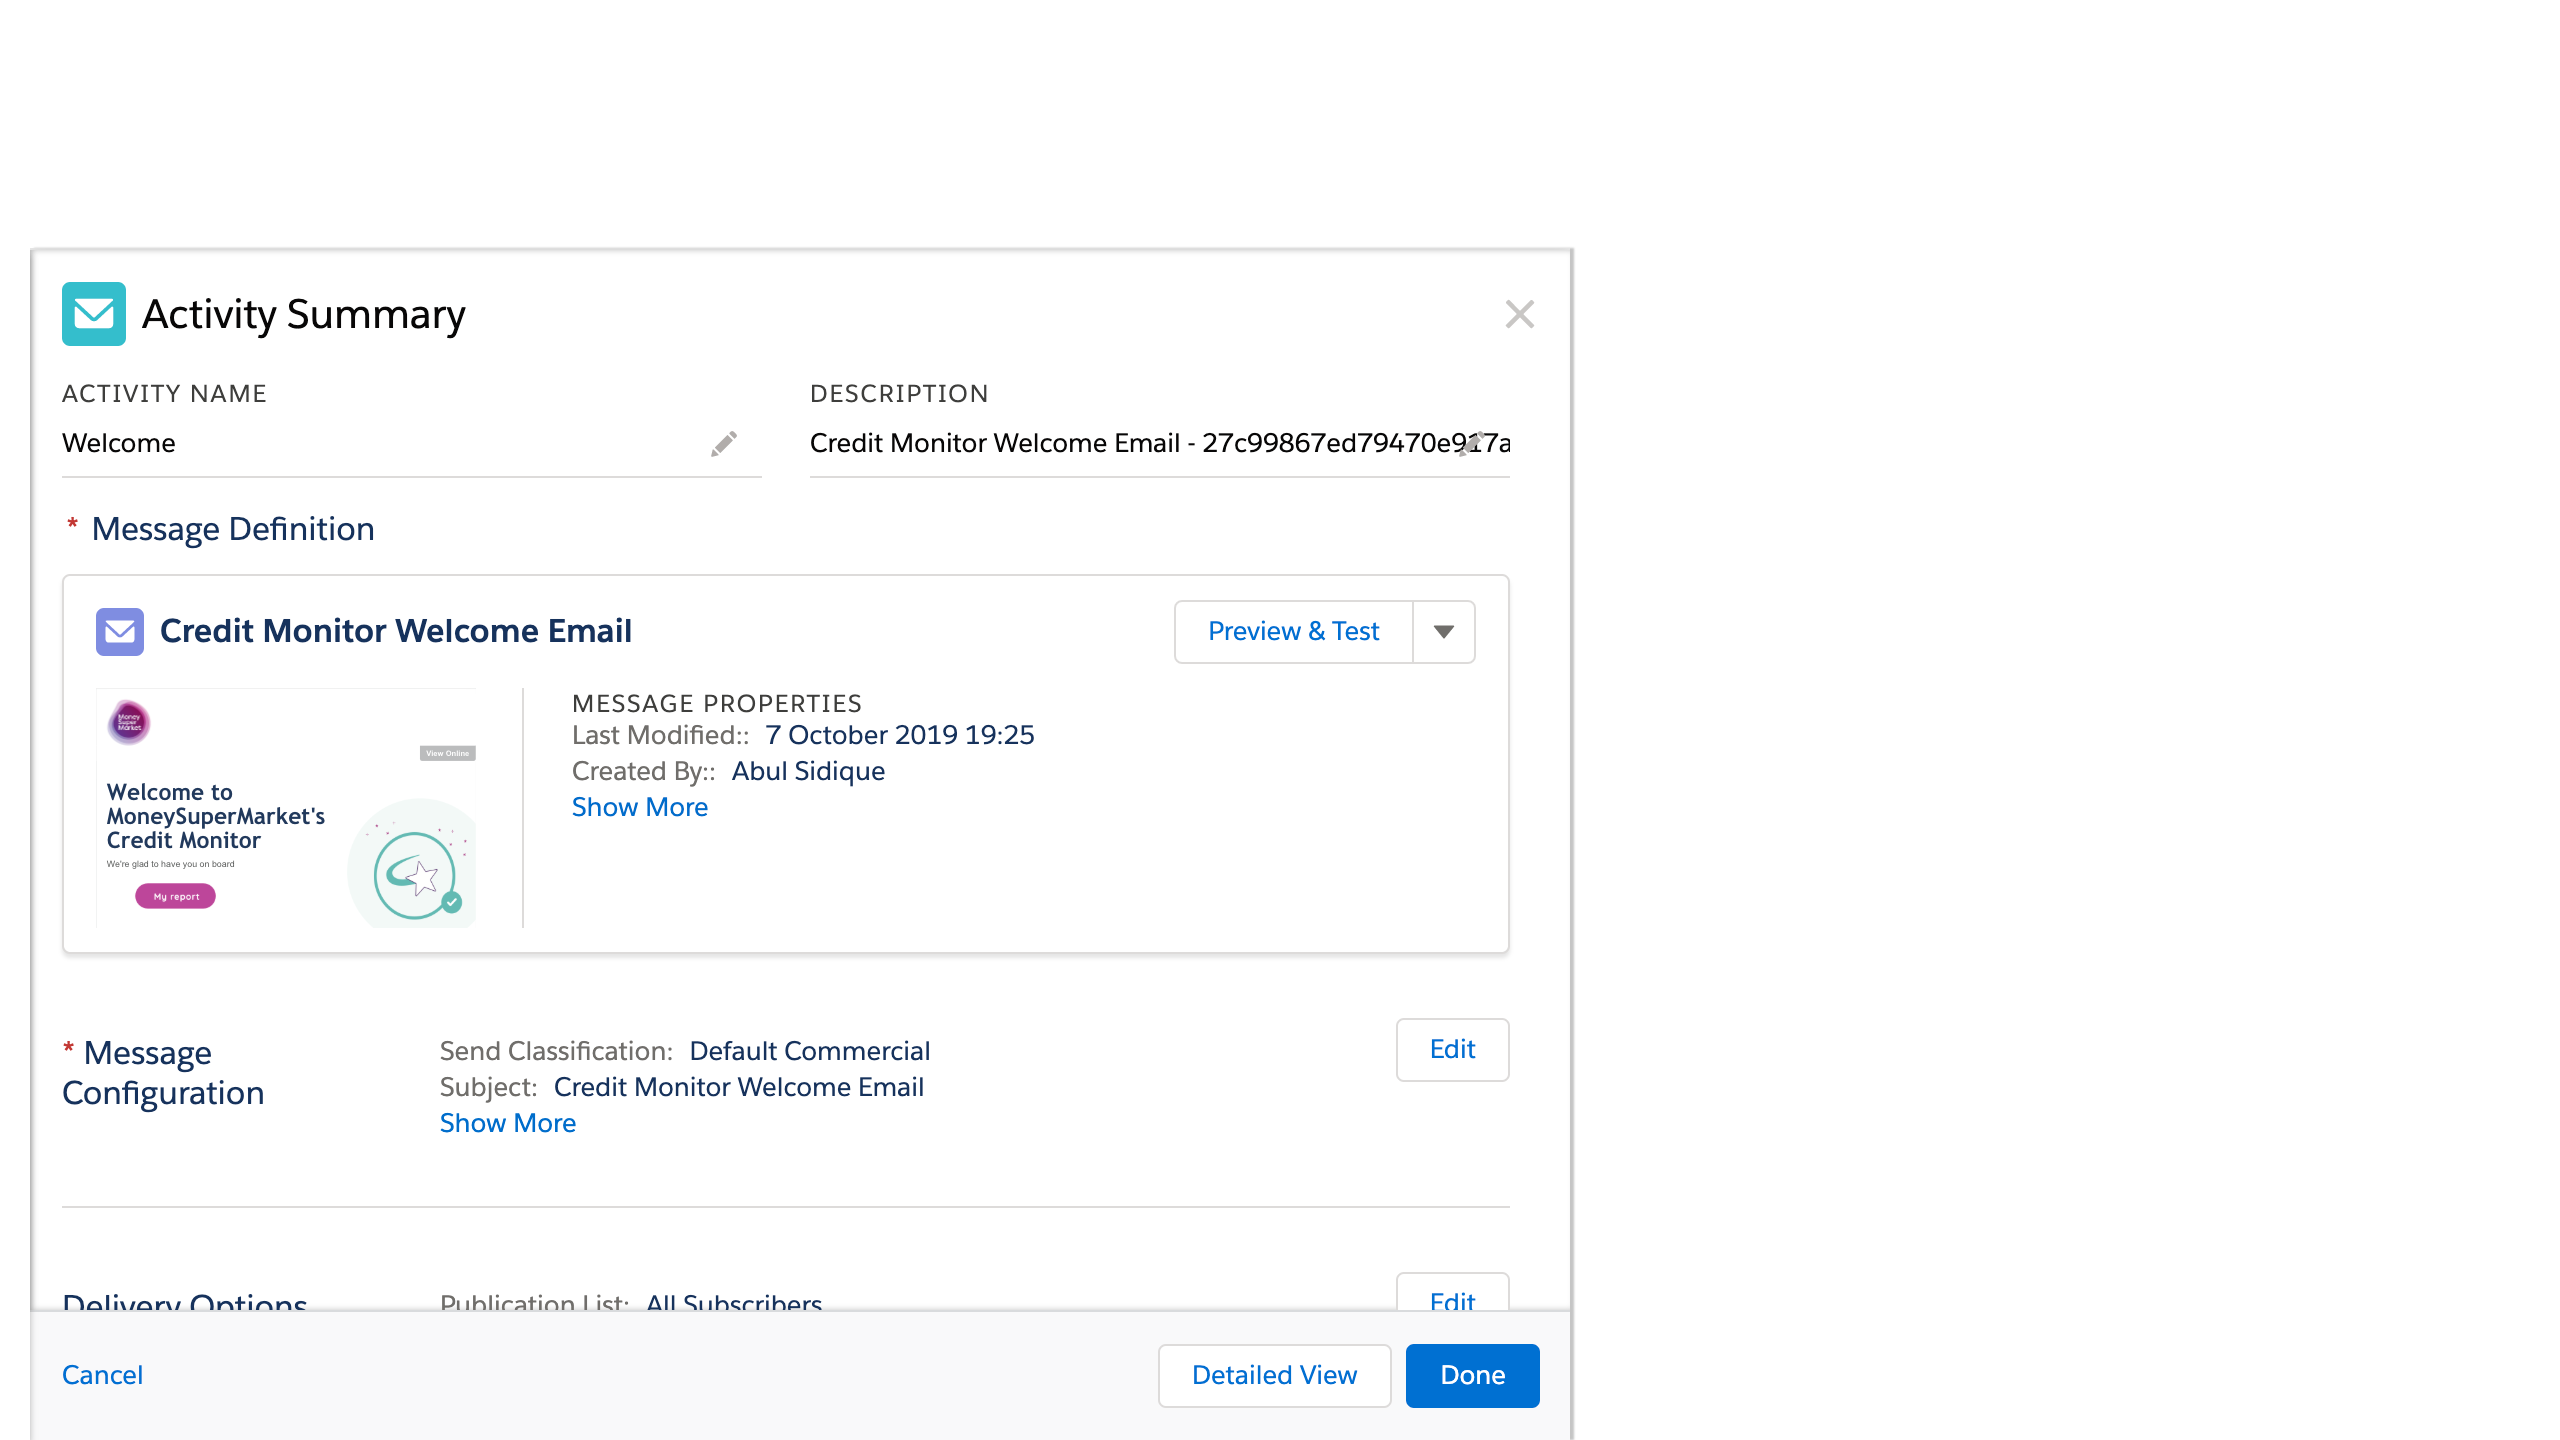 Activity Summary
ACTIVITY NAME
Welcome
DESCRIPTION
Credit Monitor Welcome Email - 27c99867ed79470e917a
* Message Definition
Credit Monitor Welcome Email
Preview & Test
Money
Super
Market
View Online
Welcome to
MoneySuperMarket's
Credit Monitor
We're glad to have you on board
My report
MESSAGE PROPERTIES
Last Modified:: 7 October 2019 19:25
Created By:: Abul Sidique
Show More
* Message
Configuration
Send Classification: Default Commercial
Subject: Credit Monitor Welcome Email
Show More
Edit
Delivery Options
Publication List: All Subscribers
Edit
Cancel
Detailed View
Done